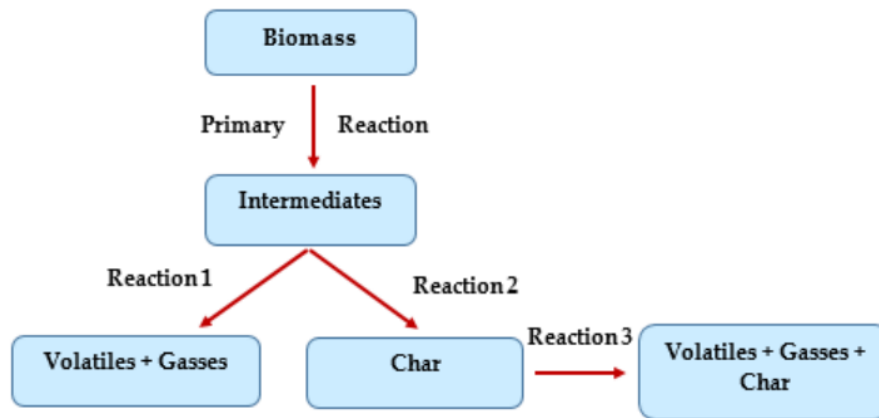 Biomass
Primary Reaction
Intermediates
Reaction 1
Reaction 2
Reaction 3
Volatiles + Gasses
Char
Volatiles + Gasses +
Char